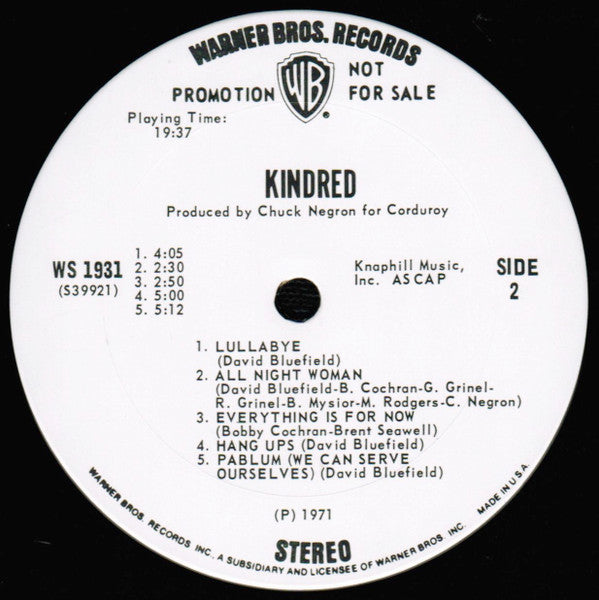 WARNER BROS. RECORDS
WB
®
PROMOTION
NOT
FOR SALE
Playing Time:
19:37
KINDRED
Produced by Chuck Negron for Corduroy
WS 1931
(S39921)
1. 4:05
2. 2:30
3. 2:50
4. 5:00
5. 5:12
Knaphill Music,
Inc. ASCAP
SIDE
2
1. LULLABYE
(David Bluefield)
2. ALL NIGHT WOMAN
(David Bluefield-B. Cochran-G. Grinel-
R. Grinel-B. Mysior-M. Rodgers-C. Negron)
3. EVERYTHING IS FOR NOW
(Bobby Cochran-Brent Seawell)
4. HANG UPS (David Bluefield)
5. PABLUM (WE CAN SERVE
OURSELVES) (David Bluefield)
(P) 1971
STEREO
WARNER BROS. RECORDS INC., A SUBSIDIARY AND LICENSEE OF WARNER BROS. INC. MADE IN U.S.A.